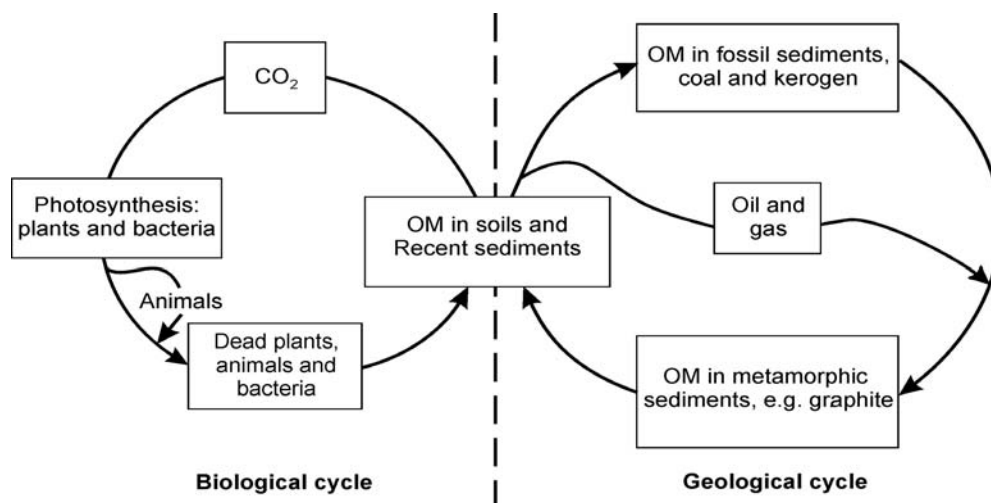 CO₂
Photosynthesis:
plants and bacteria
Animals
Dead plants,
animals and
bacteria
OM in soils and
Recent sediments
OM in fossil sediments,
coal and kerogen
Oil and
gas
OM in metamorphic
sediments, e.g. graphite
Biological cycle
Geological cycle